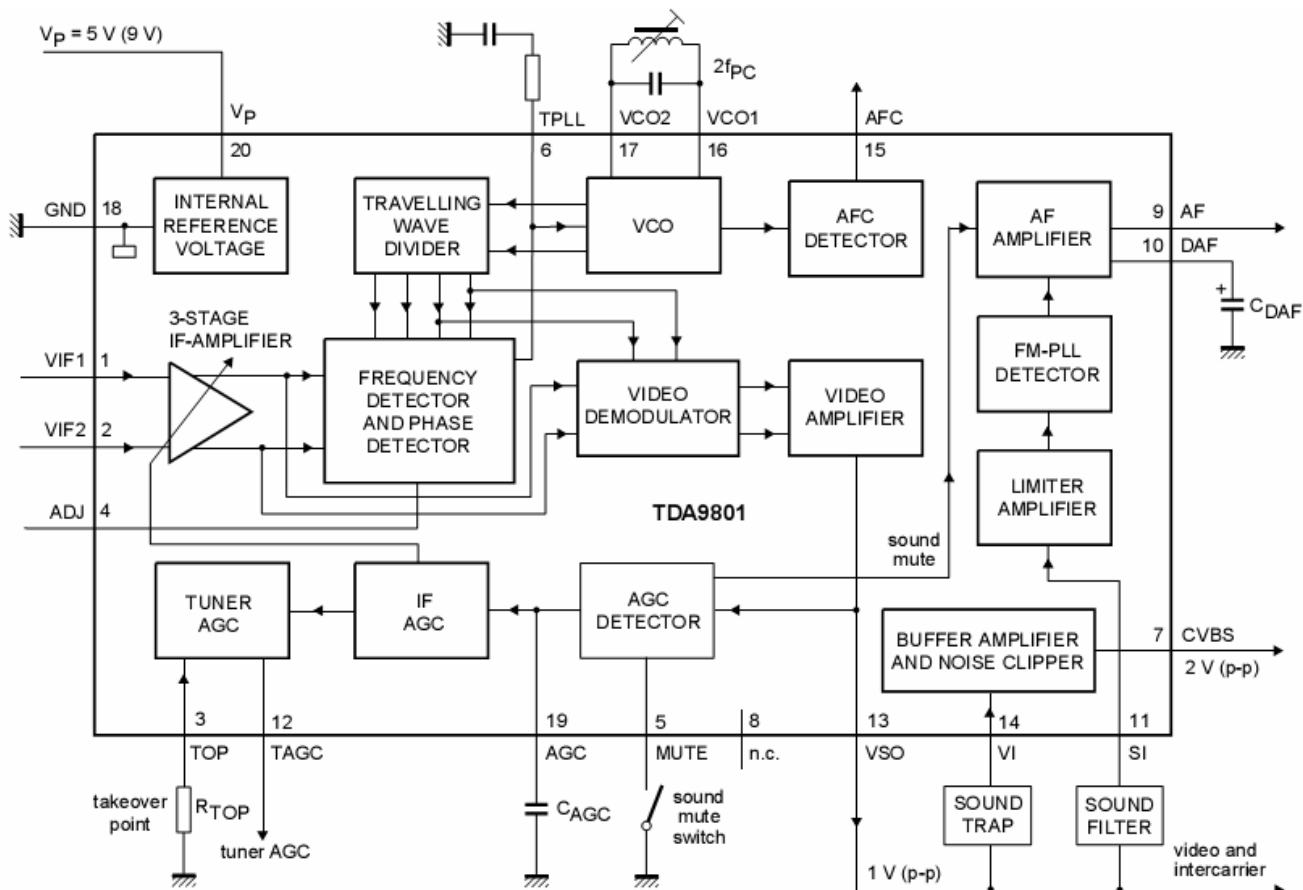 VP = 5 V (9 V)
2fPC
VP
TPLL
VCO2
VCO1
AFC
20
6
17
16
15
GND
18
INTERNAL
REFERENCE
VOLTAGE
TRAVELLING
WAVE
DIVIDER
VCO
AFC
DETECTOR
AF
AMPLIFIER
9
AF
10
DAF
+
CDAF
3-STAGE
IF-AMPLIFIER
VIF1
1
VIF2
2
FREQUENCY
DETECTOR
AND PHASE
DETECTOR
VIDEO
DEMODULATOR
VIDEO
AMPLIFIER
FM-PLL
DETECTOR
LIMITER
AMPLIFIER
ADJ
4
TDA9801
sound
mute
TUNER
AGC
IF
AGC
AGC
DETECTOR
BUFFER AMPLIFIER
AND NOISE CLIPPER
7
CVBS
2 V (p-p)
3
12
19
5
8
13
14
11
TOP
TAGC
AGC
MUTE
n.c.
VSO
VI
SI
takeover
point
RTOP
tuner AGC
CAGC
sound
mute
switch
SOUND
TRAP
SOUND
FILTER
1 V (p-p)
video and
intercarrier